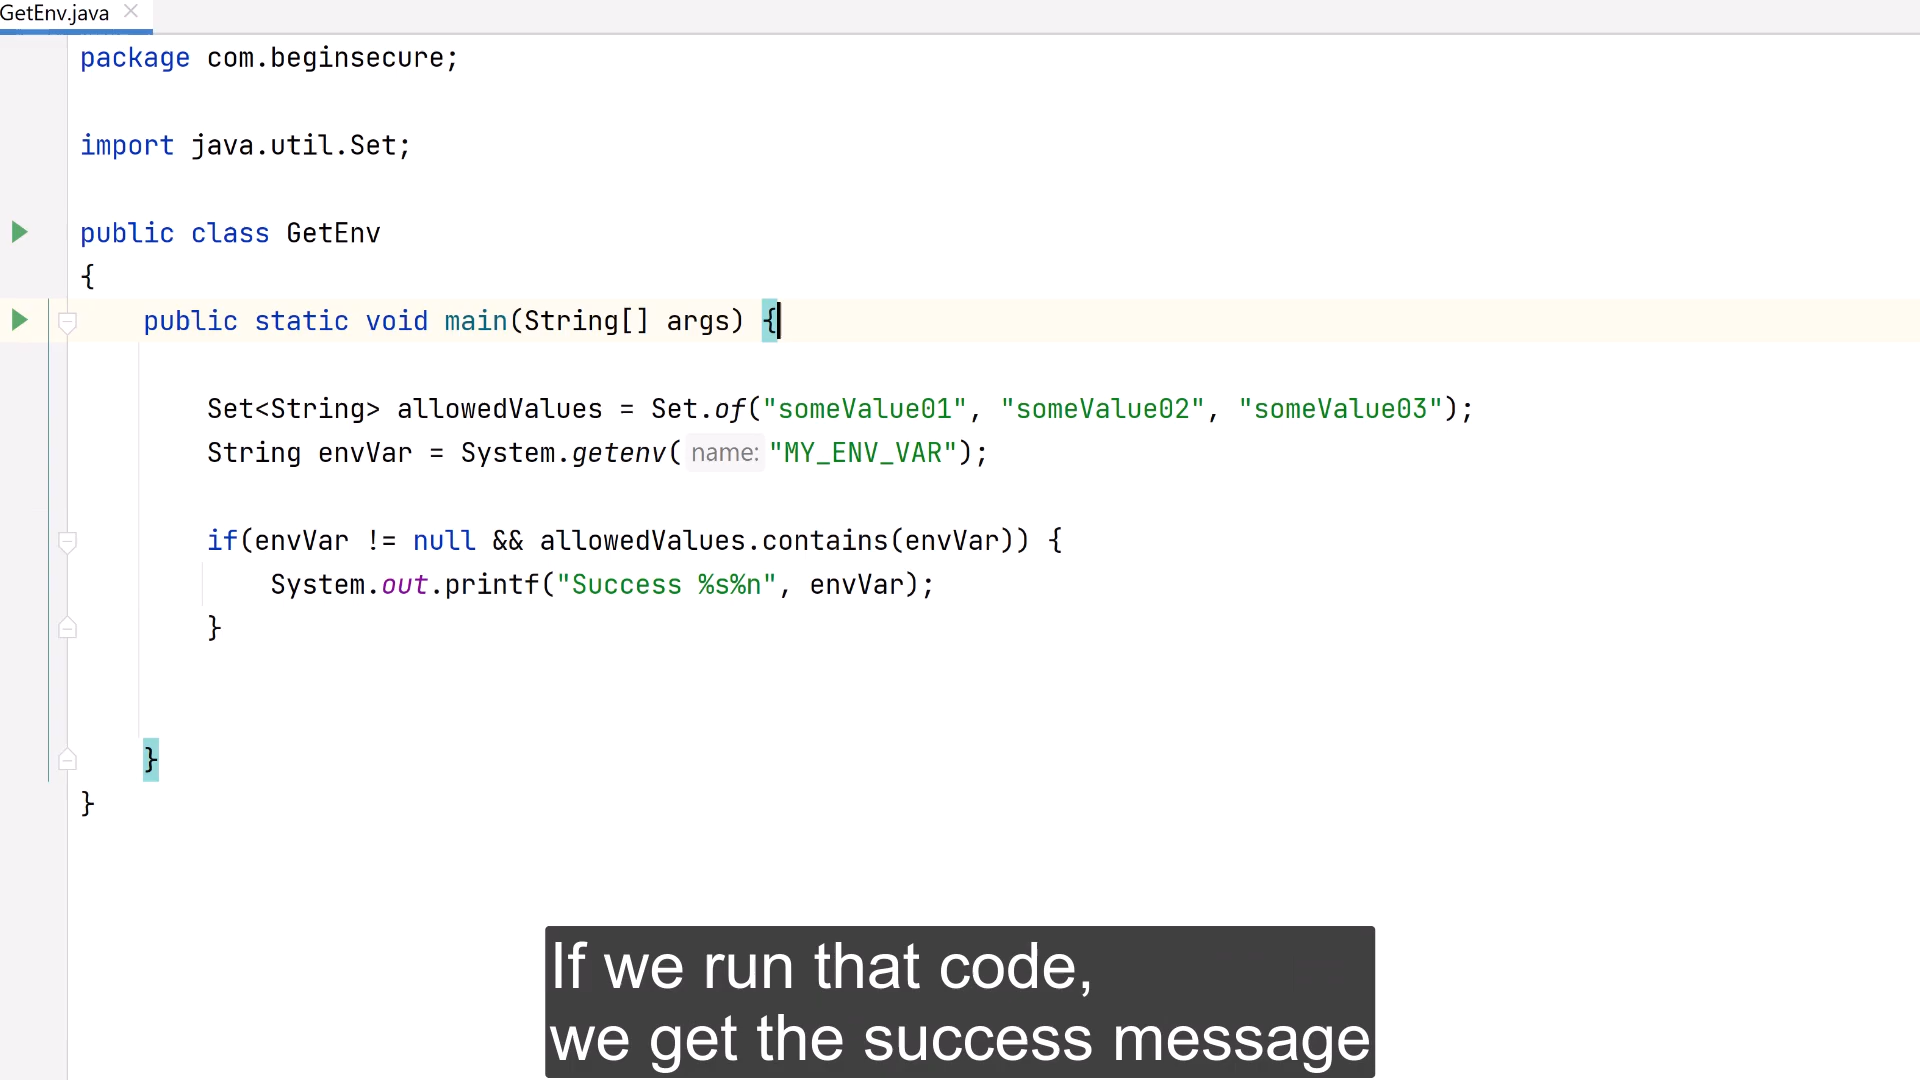 GetEnv.java
package com.beginsecure;
import java.util.Set;
public class GetEnv
{
public static void main(String[] args) {
Set<String> allowedValues = Set.of("someValue01", "someValue02", "someValue03");
String envVar = System.getenv( name: "MY_ENV_VAR");
if(envVar != null && allowedValues.contains(envVar)) {
System.out.printf("Success %s%n", envVar);
}
}
}
If we run that code,
we get the success message